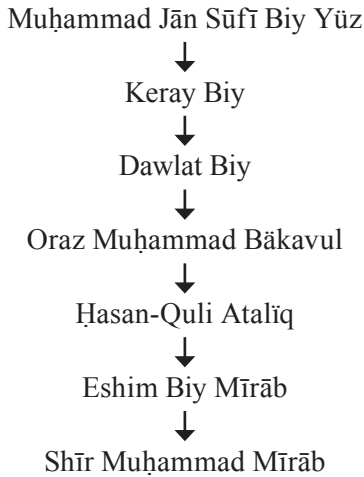 Muḥammad Jān Sūfī Biy Yüz
Keray Biy
Dawlat Biy
Oraz Muḥammad Bäkavul
Ḥasan-Quli Atalïq
Eshim Biy Mīrāb
Shīr Muḥammad Mīrāb